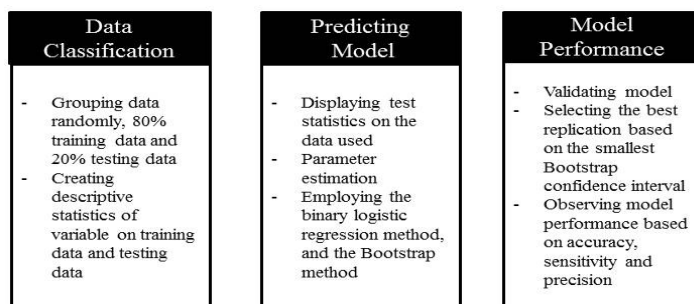 Data
Classification
- Grouping data
randomly, 80%
training data and
20% testing data
- Creating
descriptive
statistics of
variable on training
data and testing
data
Predicting
Model
- Displaying test
statistics on the
data used
- Parameter
estimation
- Employing the
binary logistic
regression method,
and the Bootstrap
method
Model
Performance
- Validating model
- Selecting the best
replication based
on the smallest
Bootstrap
confidence interval
- Observing model
performance based
on accuracy,
sensitivity and
precision